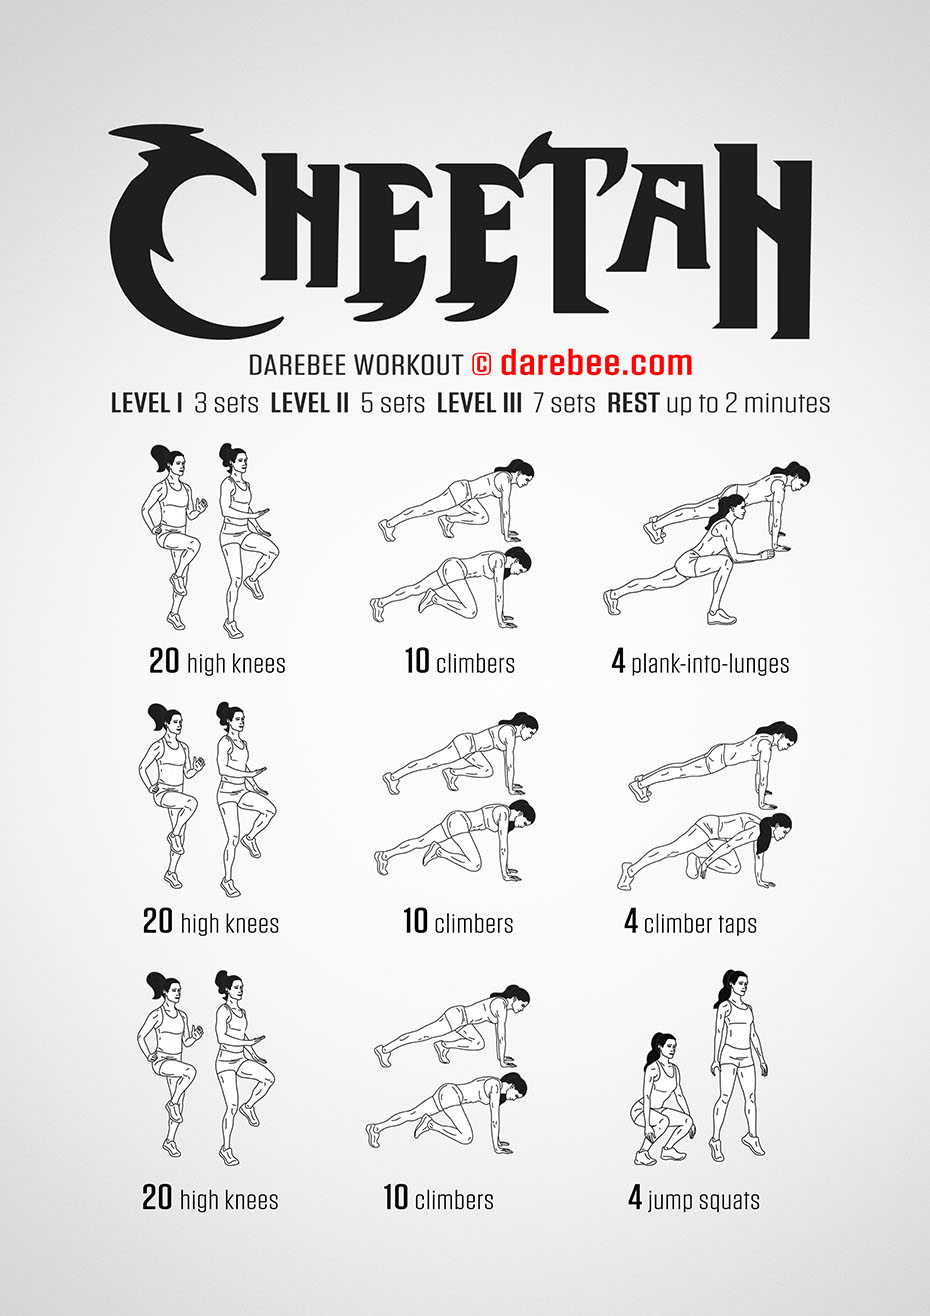 CHEETAH
DAREBEE WORKOUT © darebee.com
LEVEL I 3 sets LEVEL II 5 sets LEVEL III 7 sets REST up to 2 minutes
20 high knees 10 climbers 4 plank-into-lunges
20 high knees 10 climbers 4 climber taps
20 high knees 10 climbers 4 jump squats